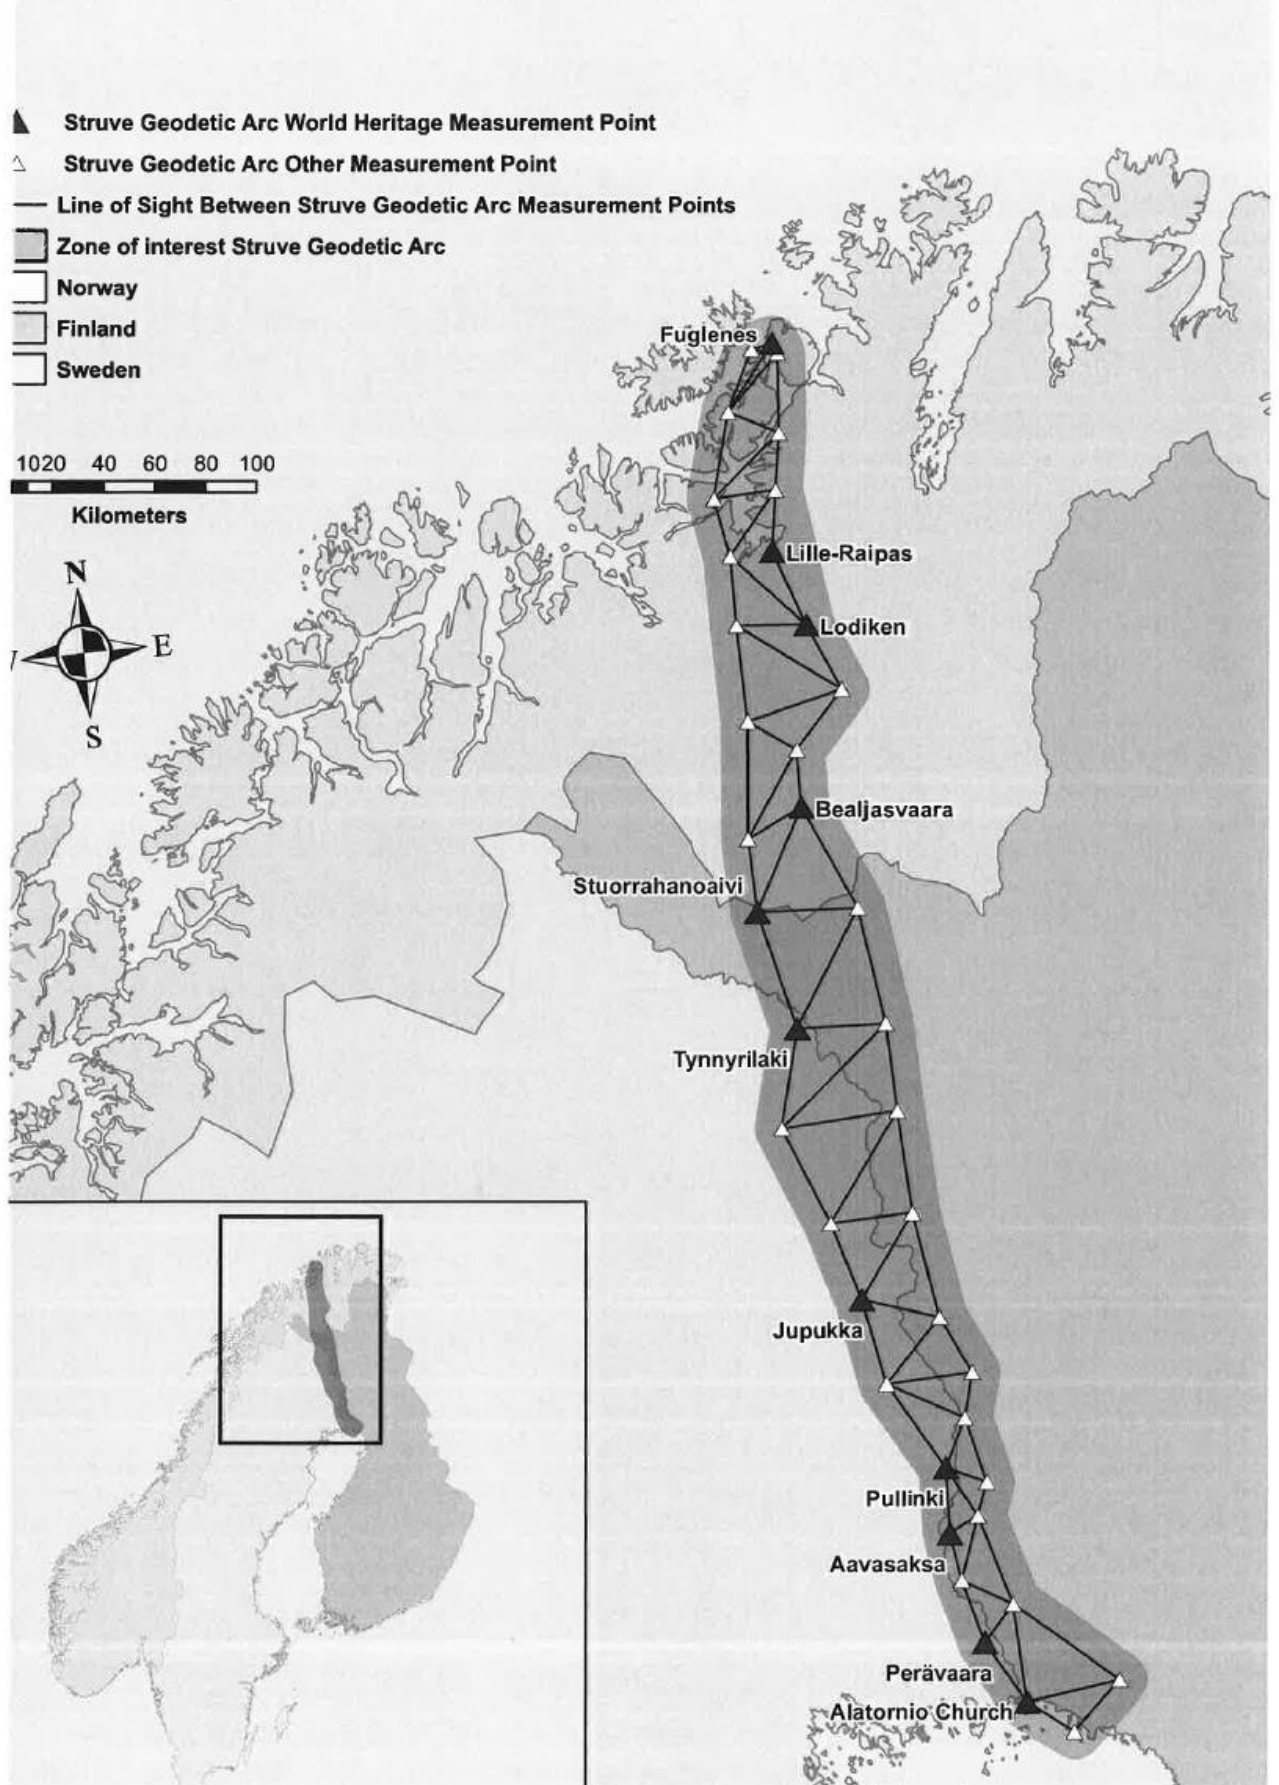 Struve Geodetic Arc World Heritage Measurement Point
Struve Geodetic Arc Other Measurement Point
Line of Sight Between Struve Geodetic Arc Measurement Points
Zone of interest Struve Geodetic Arc
Norway
Finland
Sweden
1020 40 60 80 100
Kilometers
N
E
S
Fuglenes
Lille-Raipas
Lodiken
Bealjasvaara
Stuorrahanoaivi
Tynnyrilaki
Jupukka
Pullinki
Aavasaksa
Perävaara
Alatornio Church